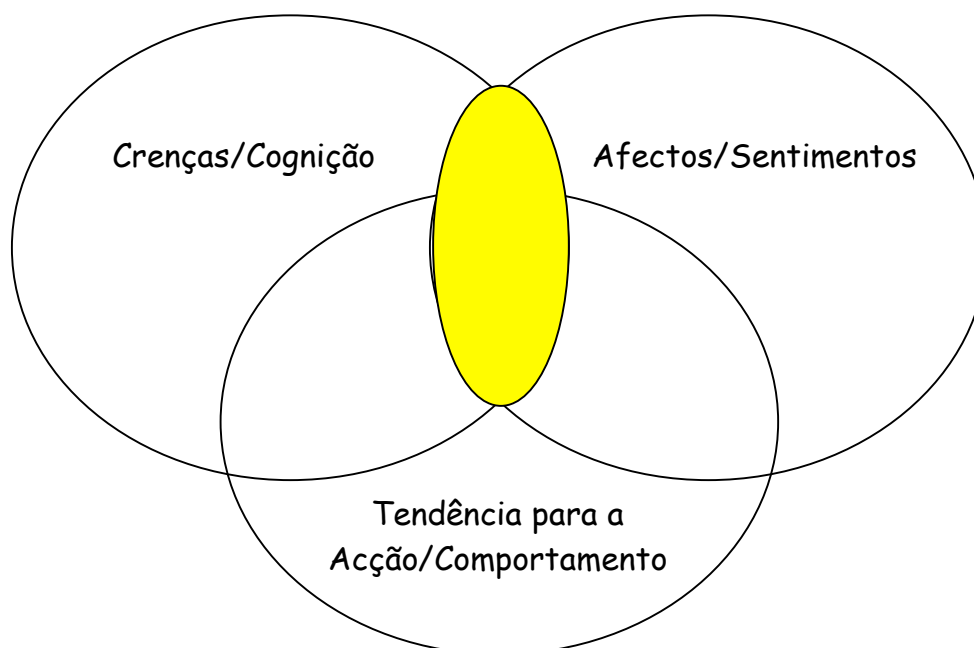 Crenças/Cognição
Afectos/Sentimentos
Tendência para a
Acção/Comportamento